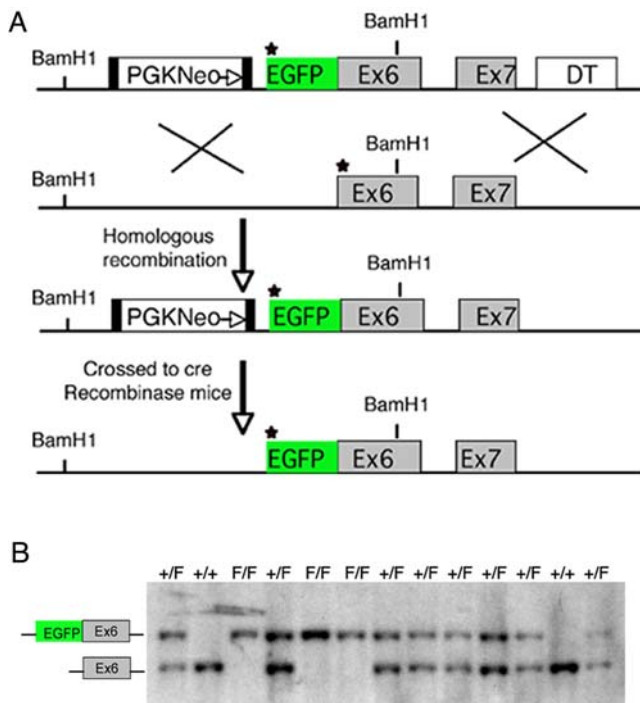 A
BamH1
BamH1 PGKNeo EGFP Ex6 Ex7 DT
BamH1
BamH1 Ex6 Ex7
Homologous
recombination
BamH1
BamH1 PGKNeo EGFP Ex6 Ex7
Crossed to cre
Recombinase mice
BamH1
BamH1 EGFP Ex6 Ex7
B
+/F +/+ F/F +/F F/F F/F +/F +/F +/F +/F +/F +/+ +/F
EGFP Ex6
Ex6